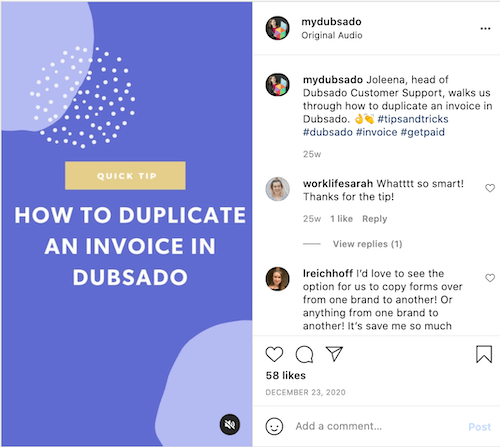 QUICK TIP
HOW TO DUPLICATE
AN INVOICE IN
DUBSADO
mydubsado
Original Audio
mydubsado Joleena, head of
Dubsado Customer Support, walks us
through how to duplicate an invoice in
Dubsado. 👌👏 #tipsandtricks
#dubsado #invoice #getpaid
25w
worklifesarah Whatttt so smart!
Thanks for the tip!
25w 1 like Reply
View replies (1)
lreichhoff I'd love to see the
option for us to copy forms over
from one brand to another! Or
anything from one brand to
another! It's save me so much
58 likes
DECEMBER 23, 2020
Add a comment... Post